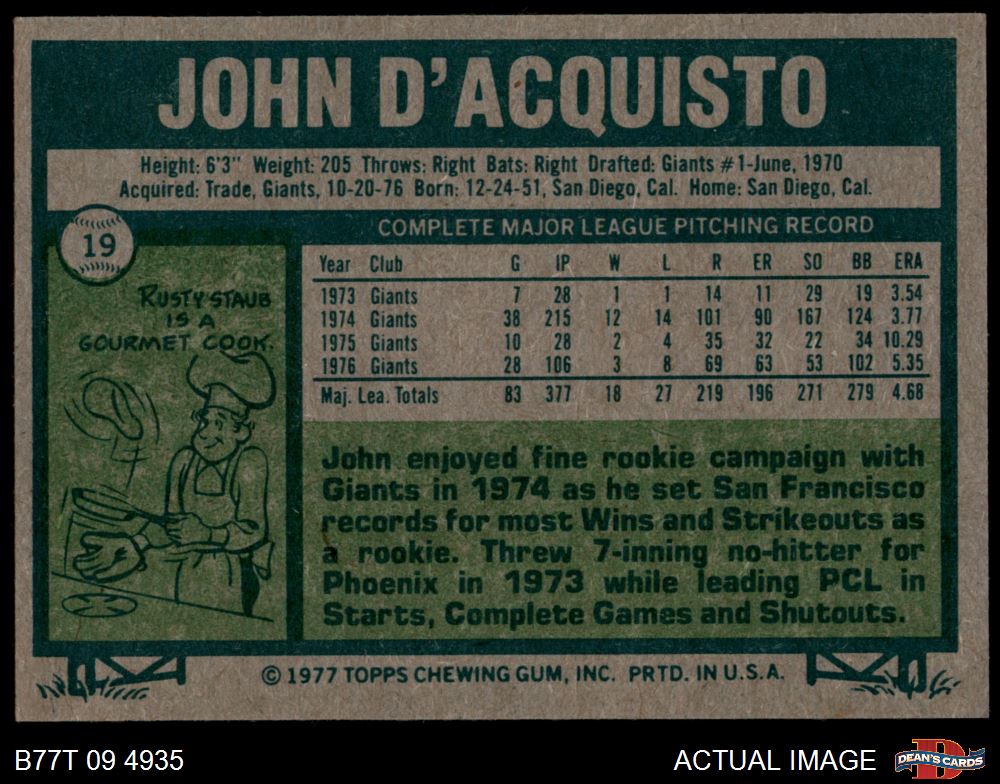 JOHN D'ACQUISTO
Height: 6'3" Weight: 205 Throws: Right Bats: Right Drafted: Giants #1-June, 1970
Acquired: Trade, Giants, 10-20-76 Born: 12-24-51, San Diego, Cal. Home: San Diego, Cal.
19
RUSTY STAUB
IS A
GOURMET COOK.
COMPLETE MAJOR LEAGUE PITCHING RECORD
Year Club G IP W L R ER SO BB ERA
1973 Giants 7 28 1 1 14 11 29 19 3.54
1974 Giants 38 215 12 14 101 90 167 124 3.77
1975 Giants 10 28 2 4 35 32 22 34 10.29
1976 Giants 28 106 3 8 69 63 53 102 5.35
Maj. Lea. Totals 83 377 18 27 219 196 271 279 4.68
John enjoyed fine rookie campaign with
Giants in 1974 as he set San Francisco
records for most Wins and Strikeouts as
a rookie. Threw 7-inning no-hitter for
Phoenix in 1973 while leading PCL in
Starts, Complete Games and Shutouts.
© 1977 TOPPS CHEWING GUM, INC. PRTD. IN U.S.A.
B77T 09 4935
ACTUAL IMAGE
D
DEAN'S CARDS